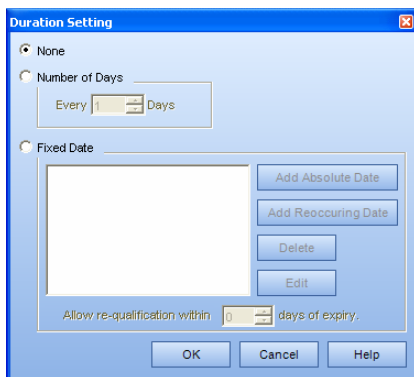 Duration Setting
None
Number of Days
Every 1 Days
Fixed Date
Add Absolute Date
Add Reoccuring Date
Delete
Edit
Allow re-qualification within 0 days of expiry.
OK Cancel Help